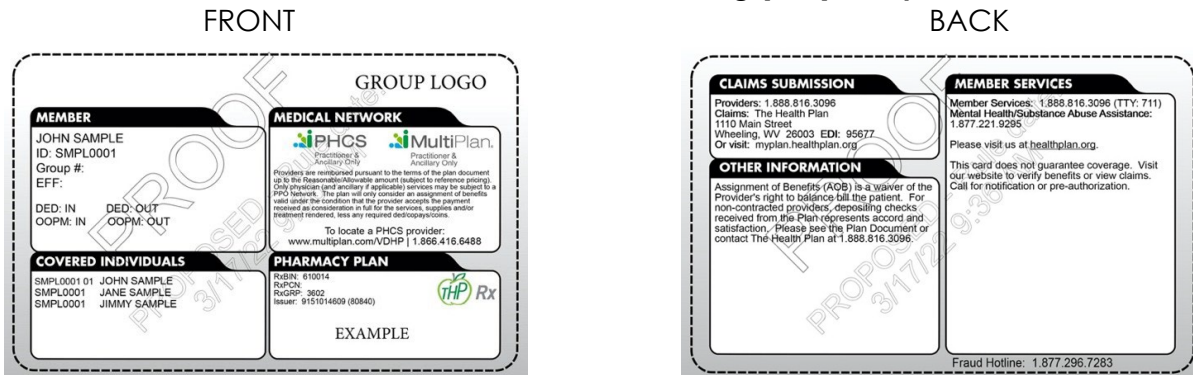 FRONT
BACK
GROUP LOGO
MEMBER
JOHN SAMPLE
ID: SMPL0001
Group #:
EFF:
DED: IN DED: OUT
OOPM: IN OOPM: OUT
MEDICAL NETWORK
PHCS MultiPlan.
Practitioner & Practitioner &
Ancillary Only Ancillary Only
Providers are reimbursed pursuant to the terms of the plan document
up to the Reasonable/Allowable amount (subject to reference pricing).
Only physician (and ancillary if applicable) services may be subject to a
PPO Network. The plan will only consider an assignment of benefits
valid under the condition that the provider accepts the payment
received as consideration in full for the services, supplies and/or
treatment rendered, less any required ded/copays/coins.
To locate a PHCS provider:
www.multiplan.com/VDHP | 1.866.416.6488
COVERED INDIVIDUALS
SMPL0001 01 JOHN SAMPLE
SMPL0001 JANE SAMPLE
SMPL0001 JIMMY SAMPLE
PHARMACY PLAN
RxBIN: 610014
RxPCN:
RxGRP: 3602
Issuer: 9151014609 (80840)
THP Rx
EXAMPLE
PROOF
PROPOSED
CLAIMS SUBMISSION
Providers: 1.888.816.3096
Claims: The Health Plan
1110 Main Street
Wheeling, WV 26003 EDI: 95677
Or visit: myplan.healthplan.org
OTHER INFORMATION
Assignment of Benefits (AOB) is a waiver of the
Provider's right to balance bill the patient. For
non-contracted providers, depositing checks
received from the Plan represents accord and
satisfaction. Please see the Plan Document or
contact The Health Plan at 1.888.816.3096.
MEMBER SERVICES
Member Services: 1.888.816.3096 (TTY: 711)
Mental Health/Substance Abuse Assistance:
1.877.221.9295
Please visit us at healthplan.org.
This card does not guarantee coverage. Visit
our website to verify benefits or view claims.
Call for notification or pre-authorization.
Fraud Hotline: 1.877.296.7283
PROOF
PROPOSED